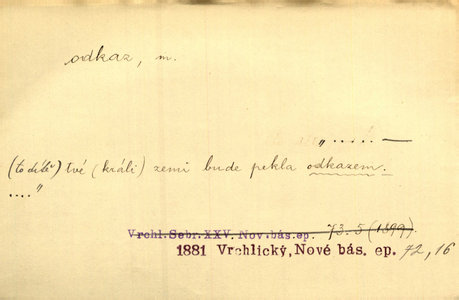 odkaz, m.
„ . . . . . —
(to dítě) tvé (králi) zemi bude pekla odkazem.
. . . ."
Vrchl. Sebr. XXV. Nov. bás. ep. 73. 5 (1899).
1881 Vrchlický, Nové bás. ep. 72, 16